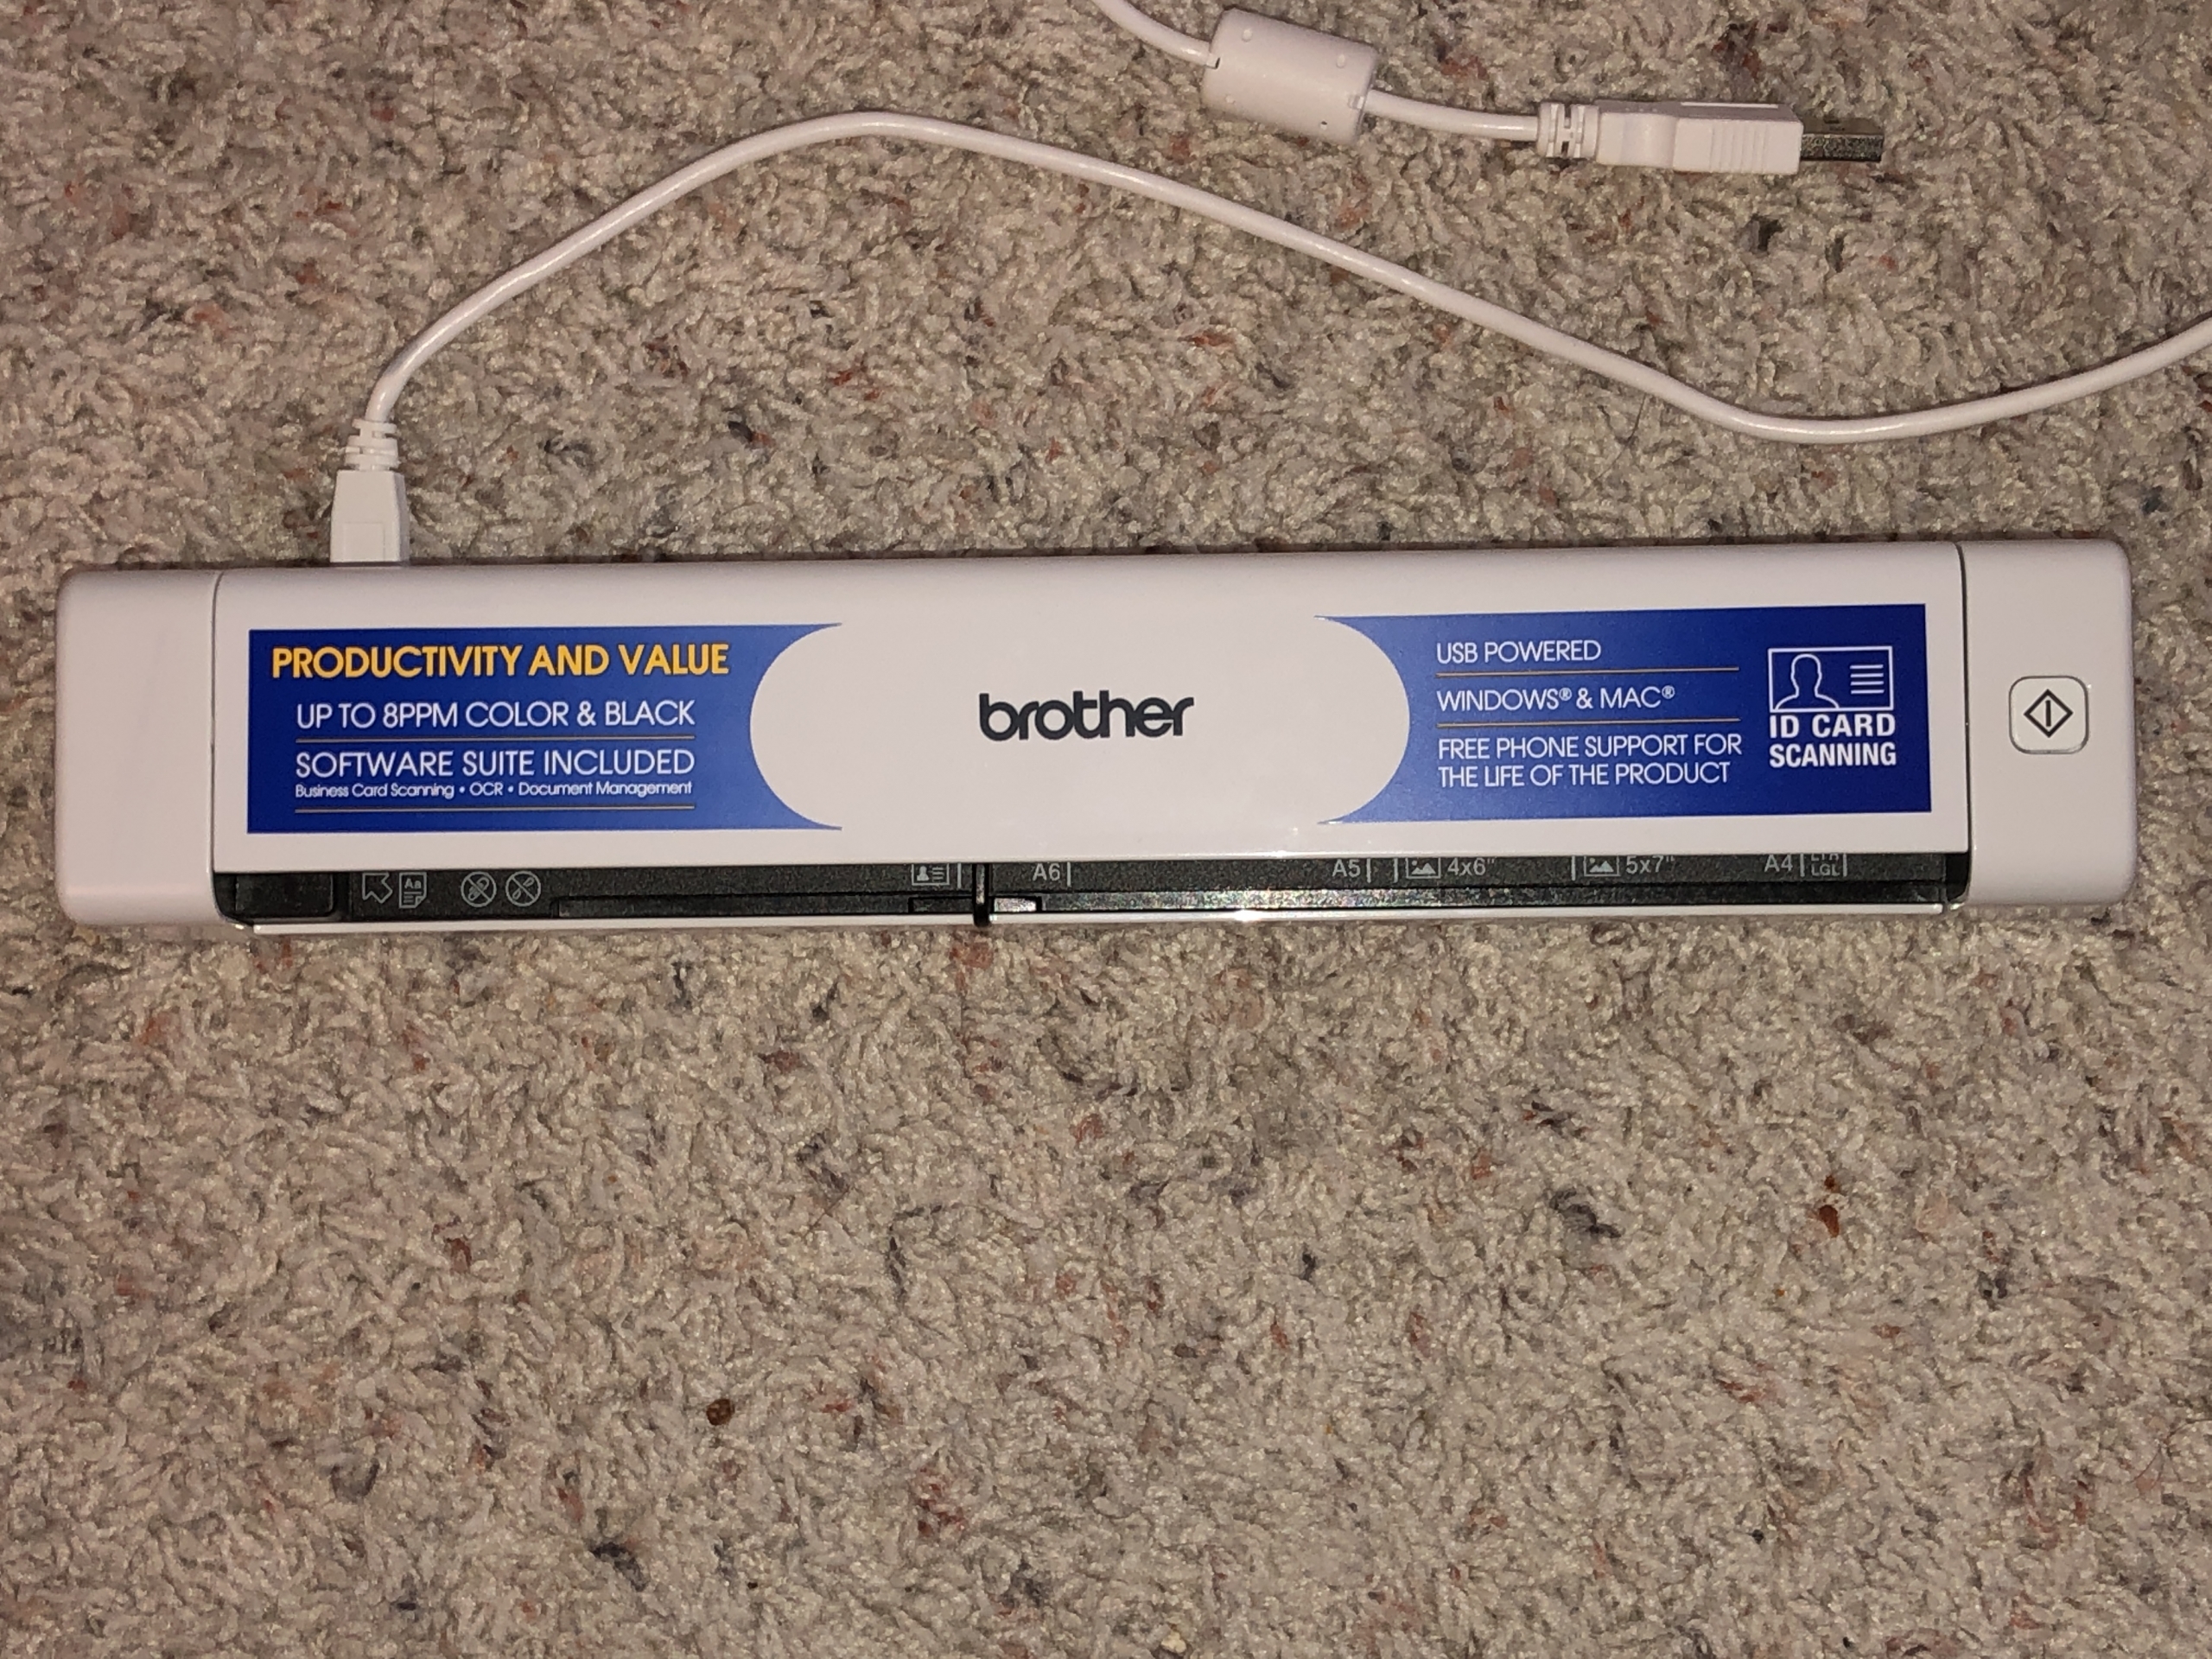 PRODUCTIVITY AND VALUE
UP TO 8PPM COLOR & BLACK
SOFTWARE SUITE INCLUDED
Business Card Scanning • OCR • Document Management
brother
USB POWERED
WINDOWS® & MAC®
FREE PHONE SUPPORT FOR
THE LIFE OF THE PRODUCT
ID CARD
SCANNING
Aa
A6 A5 4x6" 5x7" A4 LTR
LGL